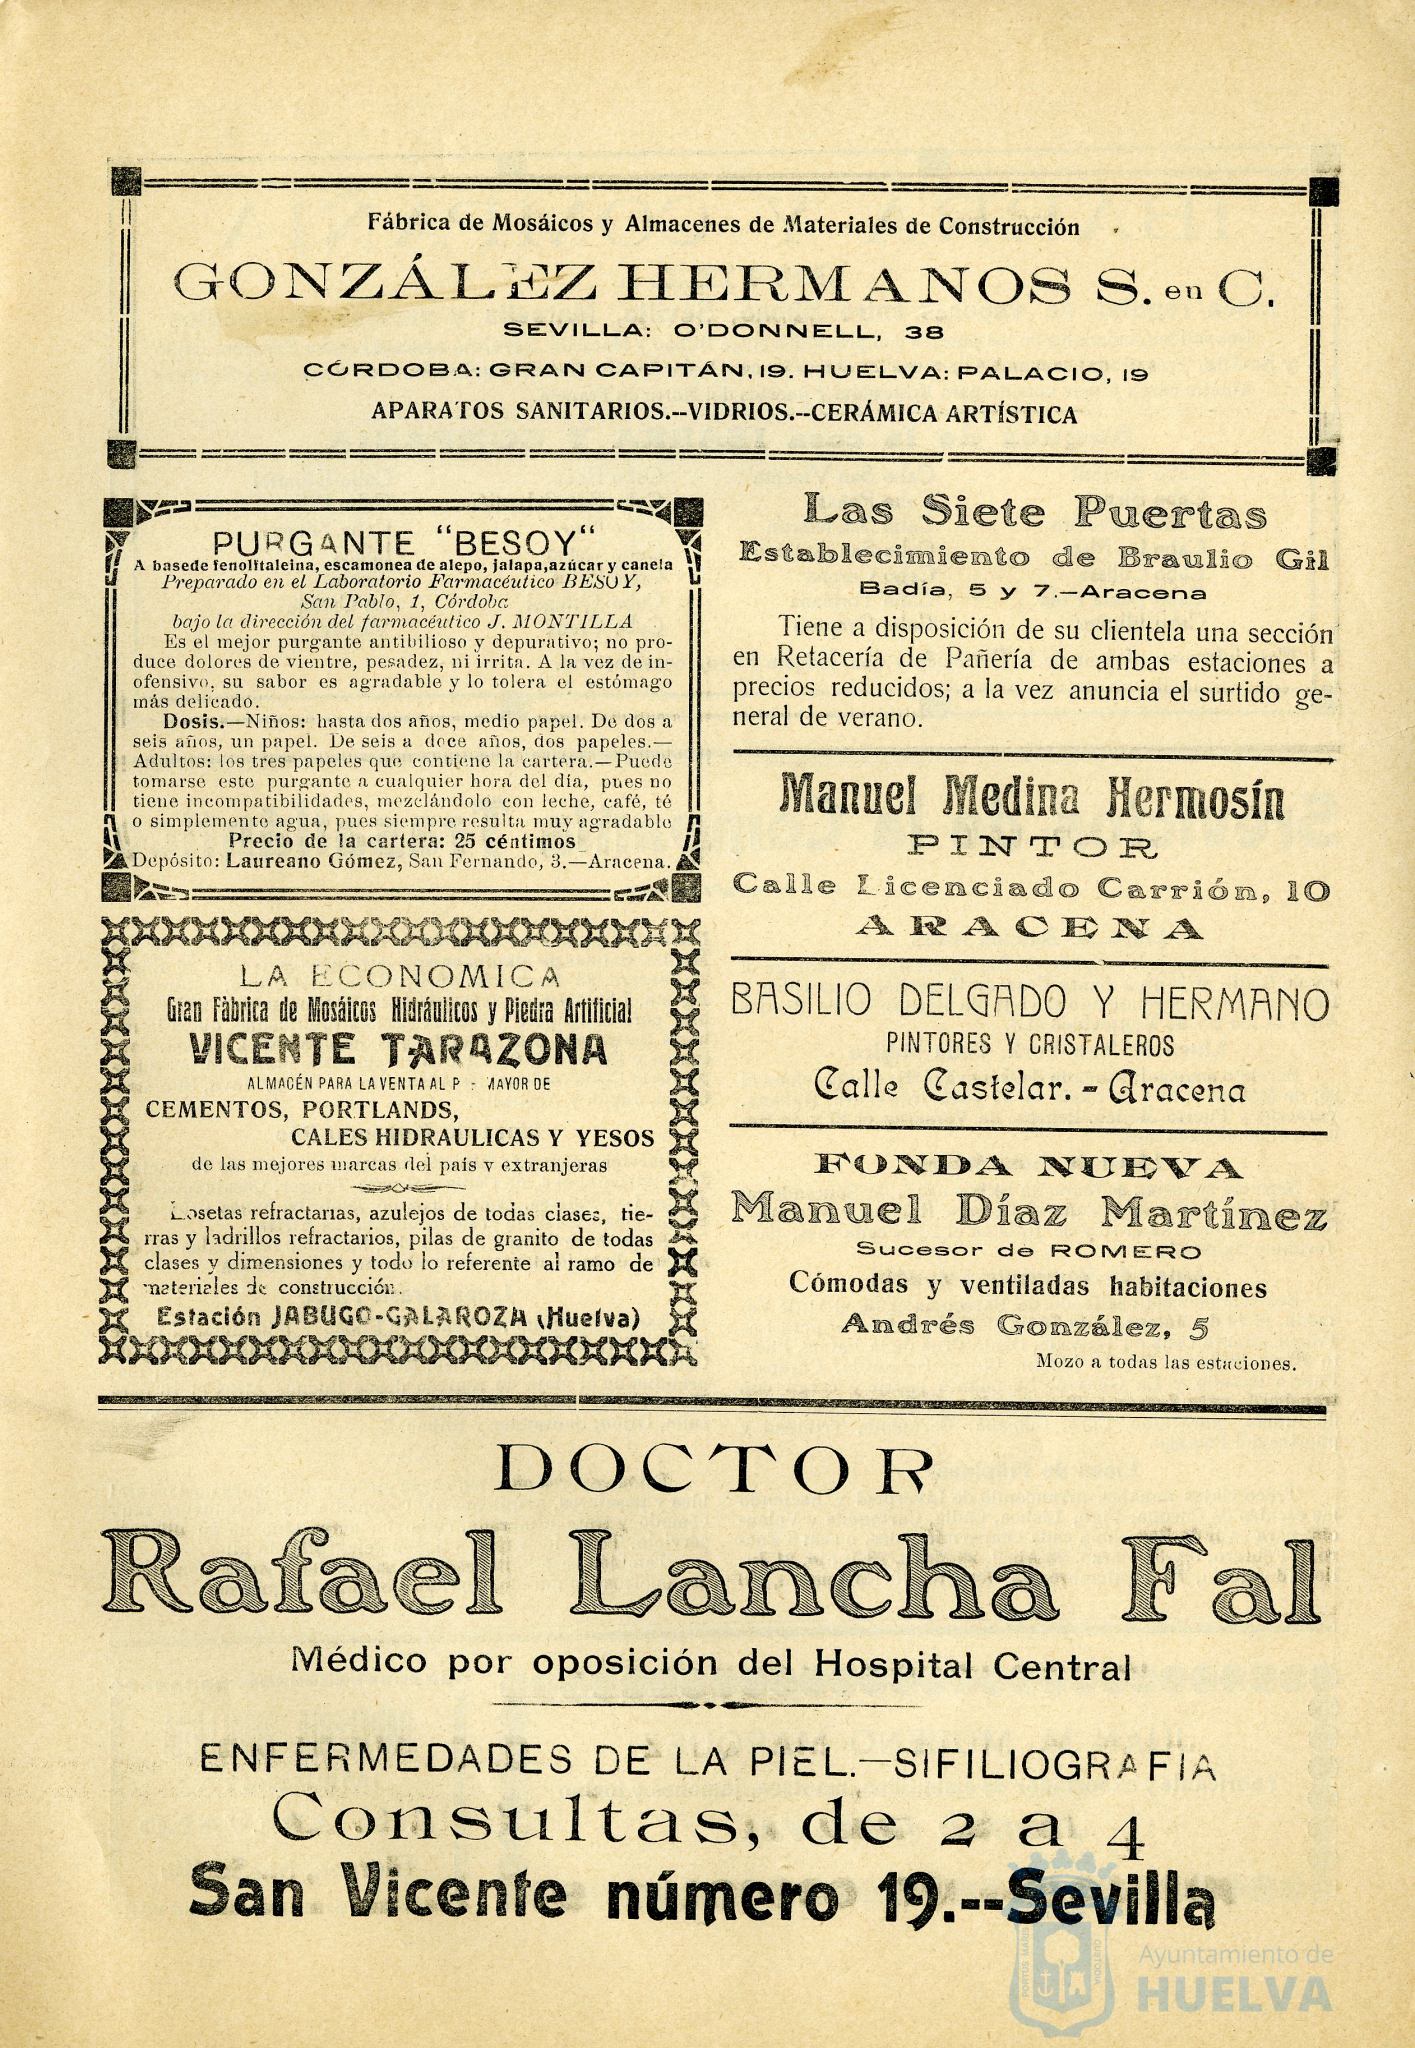 Fábrica de Mosáicos y Almacenes de Materiales de Construcción
GONZÁLEZ HERMANOS S. en C.
SEVILLA: O'DONNELL, 38
CÓRDOBA: GRAN CAPITÁN, 19. HUELVA: PALACIO, 19
APARATOS SANITARIOS.--VIDRIOS.--CERÁMICA ARTÍSTICA
PURGANTE "BESOY"
A basede fenolftaleina, escamonea de alepo, jalapa,azúcar y canela
Preparado en el Laboratorio Farmacéutico BESOY,
San Pablo, 1, Córdoba
bajo la dirección del farmacéutico J. MONTILLA
Es el mejor purgante antibilioso y depurativo; no pro-
duce dolores de vientre, pesadez, ni irrita. A la vez de in-
ofensivo, su sabor es agradable y lo tolera el estómago
más delicado.
Dosis.—Niños: hasta dos años, medio papel. De dos a
seis años, un papel. De seis a doce años, dos papeles.—
Adultos: los tres papeles que contiene la cartera.—Puede
tomarse este purgante a cualquier hora del día, pues no
tiene incompatibilidades, mezclándolo con leche, café, té
o simplemente agua, pues siempre resulta muy agradable
Precio de la cartera: 25 céntimos
Depósito: Laureano Gómez, San Fernando, 3.—Aracena.
LA ECONOMICA
Gran Fàbrica de Mosáicos Hidráulicos y Piedra Artificial
VICENTE TARAZONA
ALMACÉN PARA LA VENTA AL P - MAYOR DE
CEMENTOS, PORTLANDS,
CALES HIDRAULICAS Y YESOS
de las mejores marcas del país y extranjeras
Losetas refractarias, azulejos de todas clases, tie-
rras y ladrillos refractarios, pilas de granito de todas
clases y dimensiones y todo lo referente al ramo de
materiales de construcción.
Estación JABUGO-GALAROZA (Huelva)
Las Siete Puertas
Establecimiento de Braulio Gil
Badía, 5 y 7.—Aracena
Tiene a disposición de su clientela una sección
en Retacería de Pañería de ambas estaciones a
precios reducidos; a la vez anuncia el surtido ge-
neral de verano.
Manuel Medina Hermosín
PINTOR
Calle Licenciado Carrión, 10
ARACENA
BASILIO DELGADO Y HERMANO
PINTORES Y CRISTALEROS
Calle Castelar.-Aracena
FONDA NUEVA
Manuel Díaz Martínez
Sucesor de ROMERO
Cómodas y ventiladas habitaciones
Andrés González, 5
Mozo a todas las estaciones.
DOCTOR
Rafael Lancha Fal
Médico por oposición del Hospital Central
ENFERMEDADES DE LA PIEL.—SIFILIOGRAFIA
Consultas, de 2 a 4
San Vicente número 19.--Sevilla
PORTUS MARIS
CUSTODIA
Ayuntamiento de
HUELVA